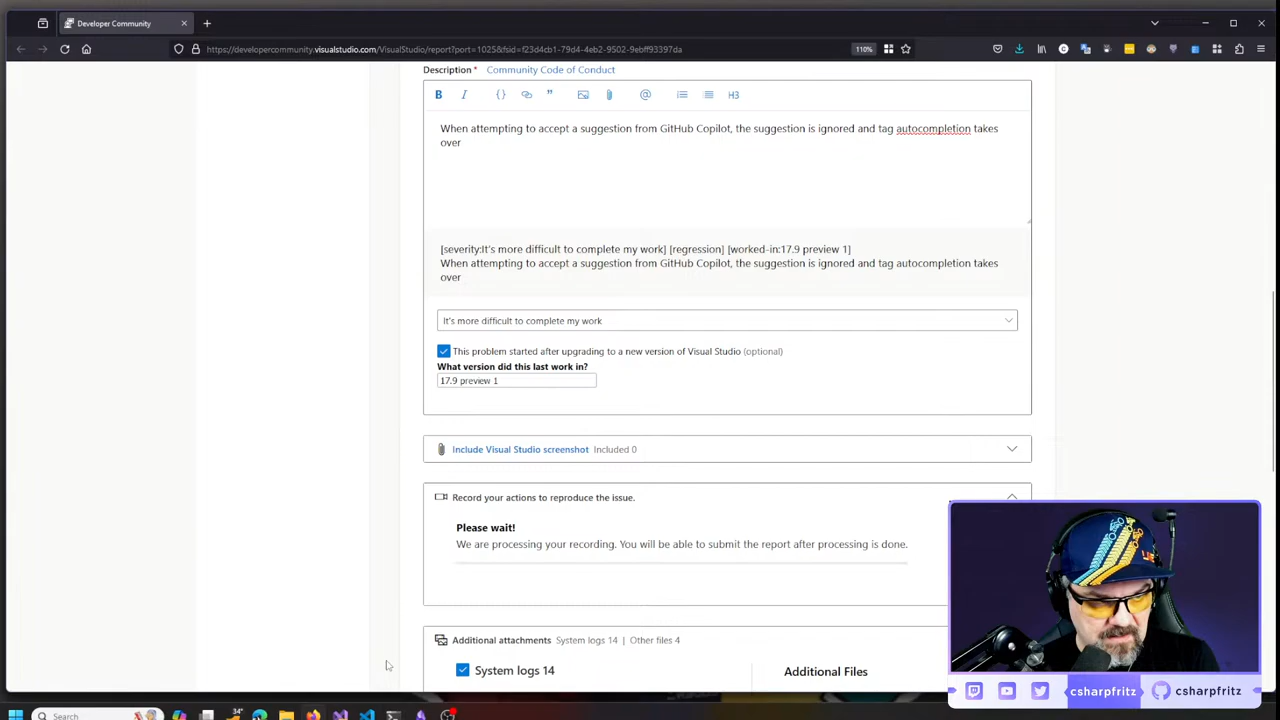 Developer Community
https://developercommunity.visualstudio.com/VisualStudio/report?port=1025&fsid=f23d4cb1-79d4-4eb2-9502-9ebff93397da
110%
Description * Community Code of Conduct
B I {} " @ H3
When attempting to accept a suggestion from GitHub Copilot, the suggestion is ignored and tag autocompletion takes
over
[severity:It's more difficult to complete my work] [regression] [worked-in:17.9 preview 1]
When attempting to accept a suggestion from GitHub Copilot, the suggestion is ignored and tag autocompletion takes
over
It's more difficult to complete my work
This problem started after upgrading to a new version of Visual Studio (optional)
What version did this last work in?
17.9 preview 1
Include Visual Studio screenshot Included 0
Record your actions to reproduce the issue.
Please wait!
We are processing your recording. You will be able to submit the report after processing is done.
Additional attachments System logs 14 | Other files 4
System logs 14
Additional Files
csharpfritz csharpfritz
Search
34°